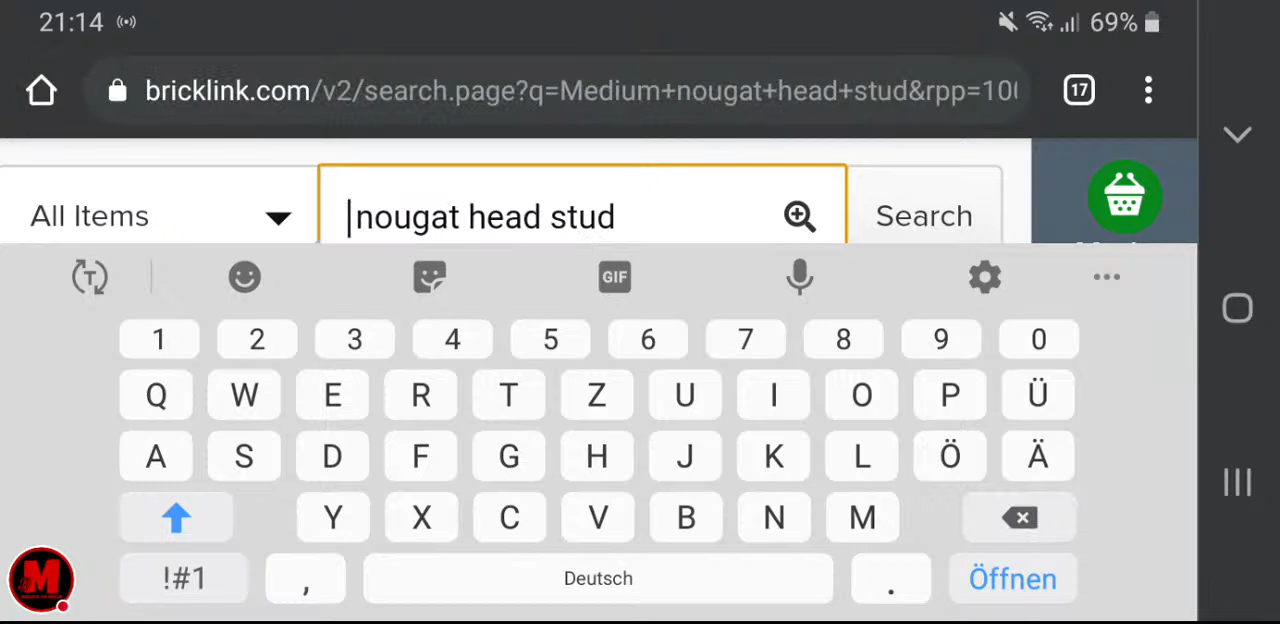 21:14 69%
bricklink.com/v2/search.page?q=Medium+nougat+head+stud&rpp=10
17
All Items
nougat head stud
Search
GIF
1 2 3 4 5 6 7 8 9 0
Q W E R T Z U I O P Ü
A S D F G H J K L Ö Ä
Y X C V B N M
!#1 , Deutsch . Öffnen
M